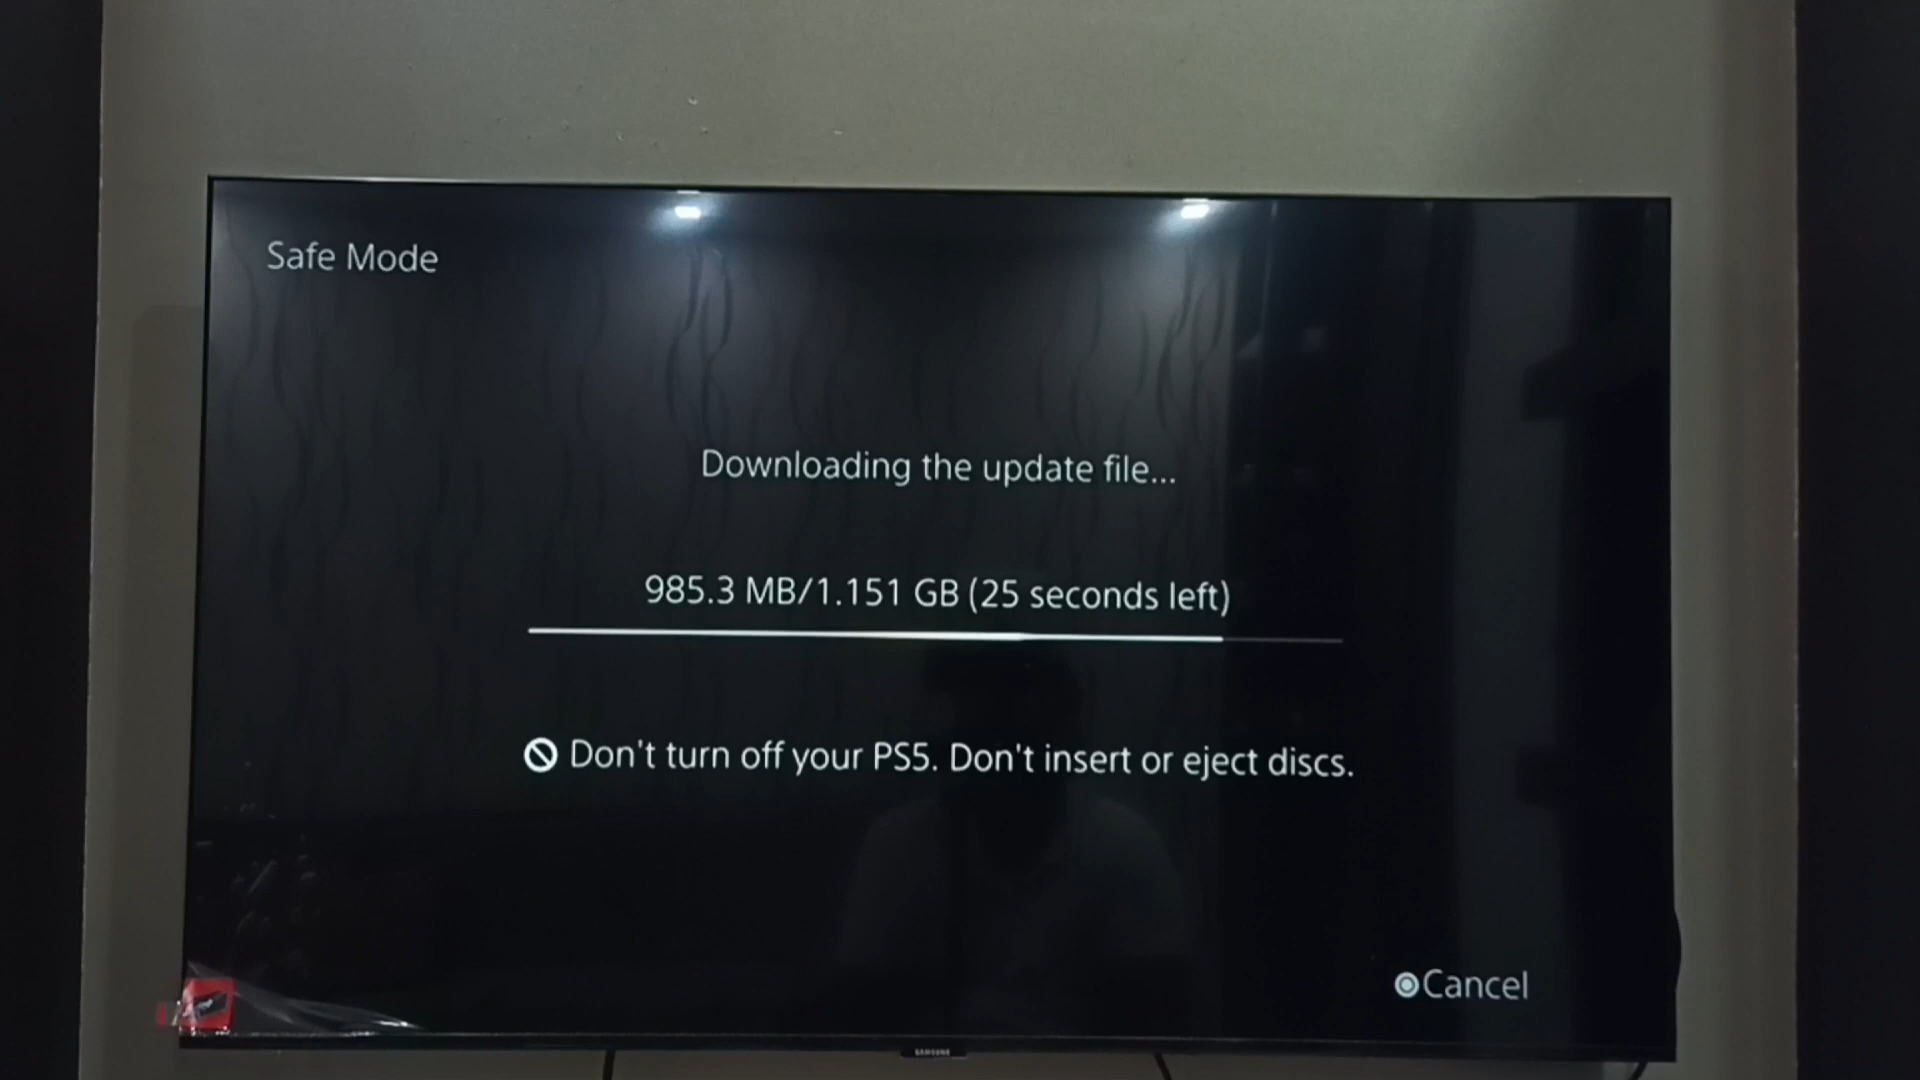 Safe Mode
Downloading the update file...
985.3 MB/1.151 GB (25 seconds left)
Don't turn off your PS5. Don't insert or eject discs.
Cancel
SAMSUNG